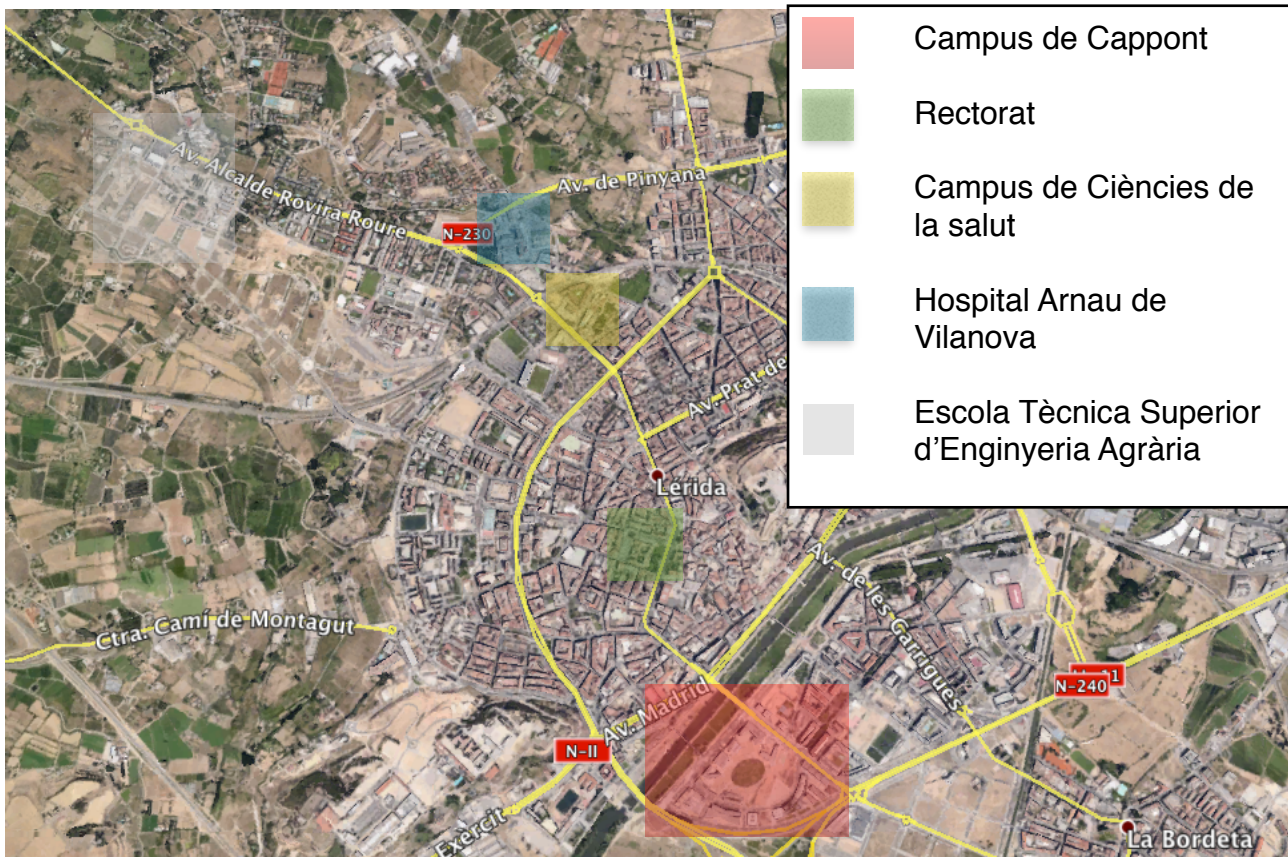 Campus de Cappont
Rectorat
Campus de Ciències de
la salut
Hospital Arnau de
Vilanova
Escola Tècnica Superior
d’Enginyeria Agrària
Av. Alcalde Rovira Roure
Av. de Pinyana
N-230
Av. Prat de
Lérida
Av. de les Garrigues
Ctra. Camí de Montagut
N-240
Av. Madrid
N-II
Exèrcit
La Bordeta